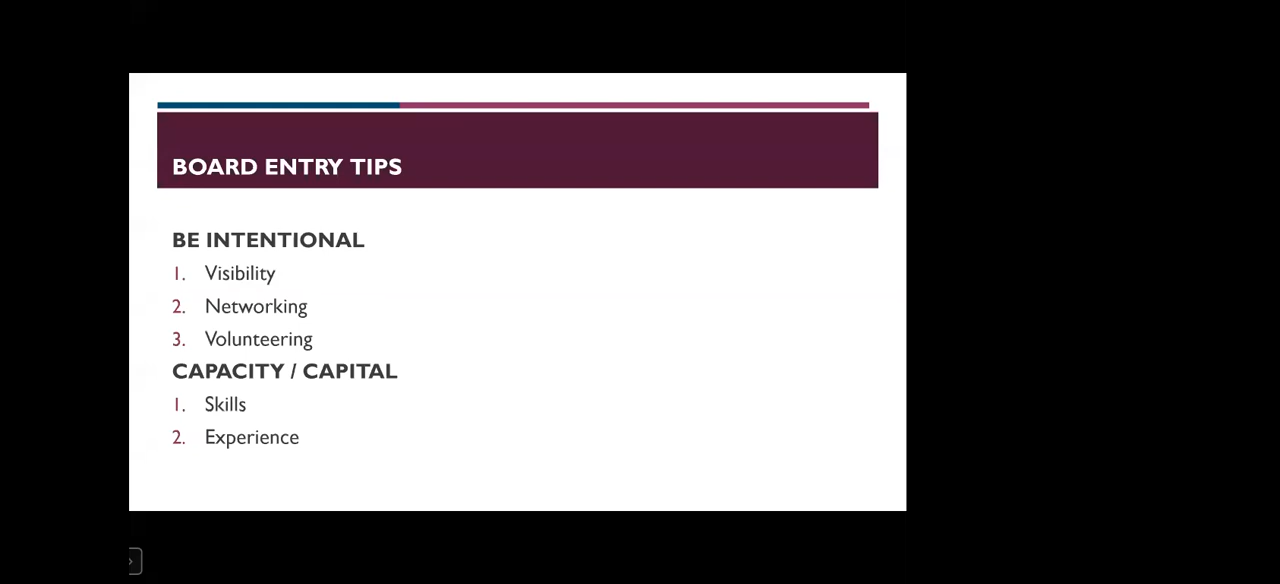 BOARD ENTRY TIPS
BE INTENTIONAL
1. Visibility
2. Networking
3. Volunteering
CAPACITY / CAPITAL
1. Skills
2. Experience